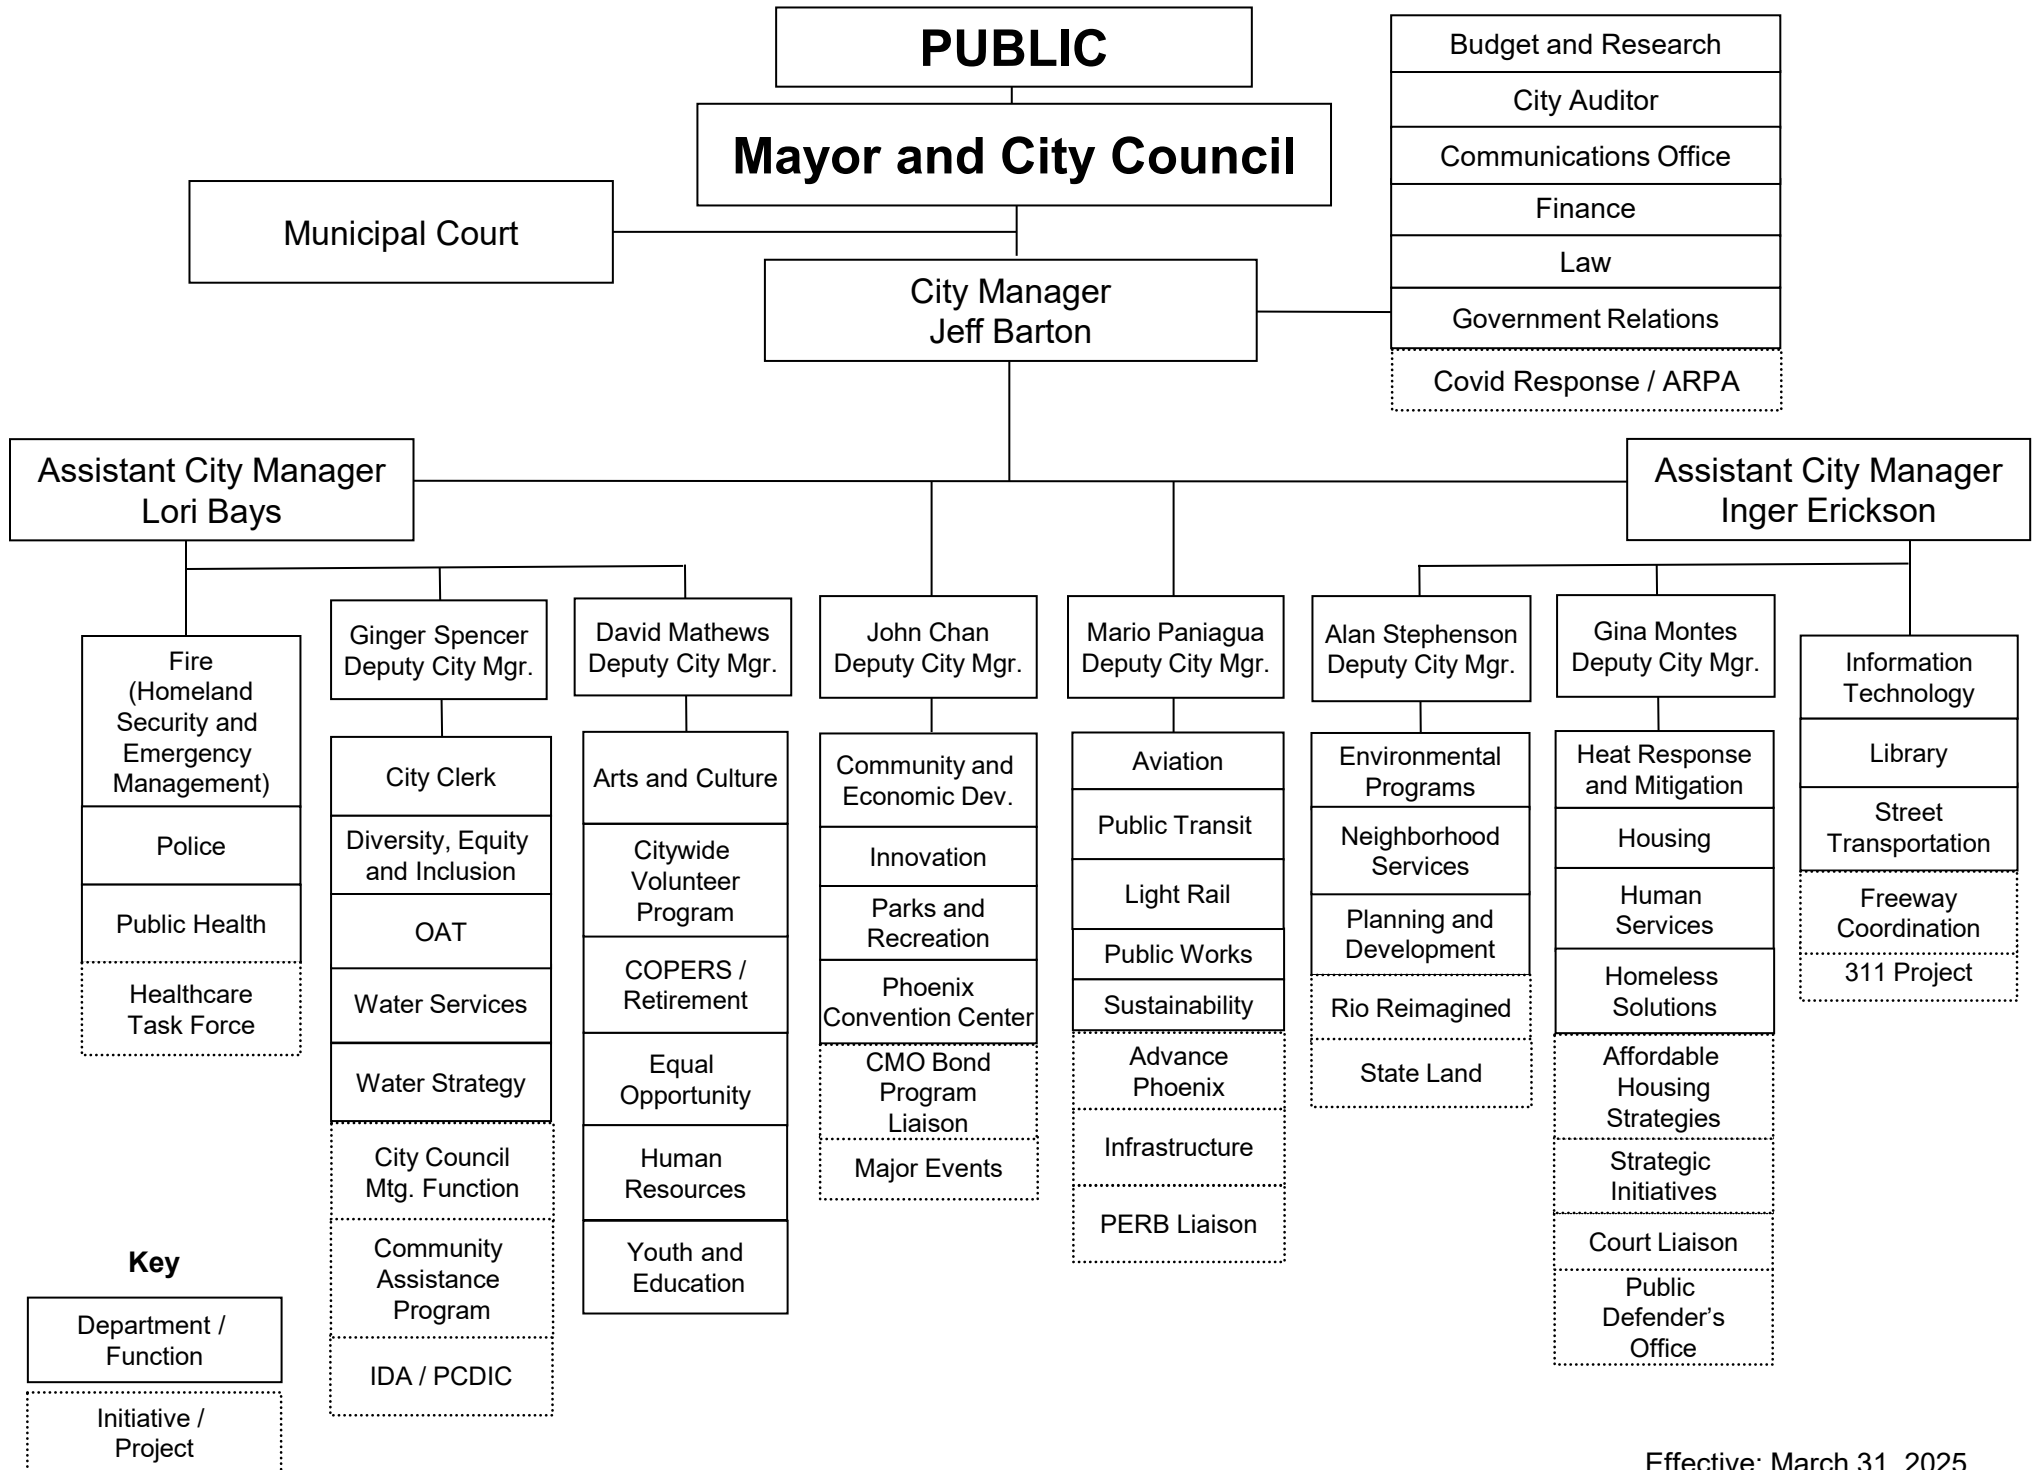 PUBLIC
Mayor and City Council
Municipal Court
City Manager
Jeff Barton
Budget and Research
City Auditor
Communications Office
Finance
Law
Government Relations
Covid Response / ARPA
Assistant City Manager
Lori Bays
Assistant City Manager
Inger Erickson
Fire
(Homeland
Security and
Emergency
Management)
Police
Public Health
Healthcare
Task Force
Ginger Spencer
Deputy City Mgr.
City Clerk
Diversity, Equity
and Inclusion
OAT
Water Services
Water Strategy
City Council
Mtg. Function
Community
Assistance
Program
IDA / PCDIC
David Mathews
Deputy City Mgr.
Arts and Culture
Citywide
Volunteer
Program
COPERS /
Retirement
Equal
Opportunity
Human
Resources
Youth and
Education
John Chan
Deputy City Mgr.
Community and
Economic Dev.
Innovation
Parks and
Recreation
Phoenix
Convention Center
CMO Bond
Program
Liaison
Major Events
Mario Paniagua
Deputy City Mgr.
Aviation
Public Transit
Light Rail
Public Works
Sustainability
Advance
Phoenix
Infrastructure
PERB Liaison
Alan Stephenson
Deputy City Mgr.
Environmental
Programs
Neighborhood
Services
Planning and
Development
Rio Reimagined
State Land
Gina Montes
Deputy City Mgr.
Heat Response
and Mitigation
Housing
Human
Services
Homeless
Solutions
Affordable
Housing
Strategies
Strategic
Initiatives
Court Liaison
Public
Defender’s
Office
Information
Technology
Library
Street
Transportation
Freeway
Coordination
311 Project
Key
Department /
Function
Initiative /
Project
Effective: March 31, 2025